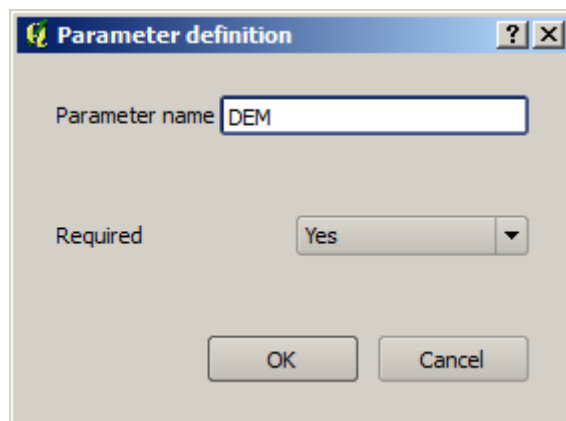 Parameter definition
Parameter name DEM
Required Yes
OK Cancel